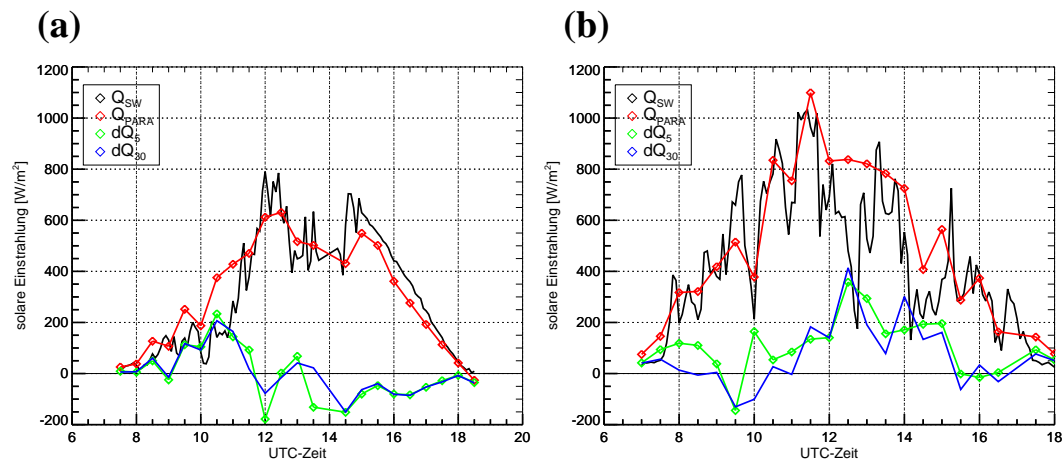 (a)
(b)
solare Einstrahlung [W/m²]
1200
1000
800
600
400
200
0
-200
Q_SW
Q_PARA
dQ_5
dQ_30
6 8 10 12 14 16 18 20
UTC-Zeit
solare Einstrahlung [W/m²]
1200
1000
800
600
400
200
0
-200
Q_SW
Q_PARA
dQ_5
dQ_30
6 8 10 12 14 16 18
UTC-Zeit